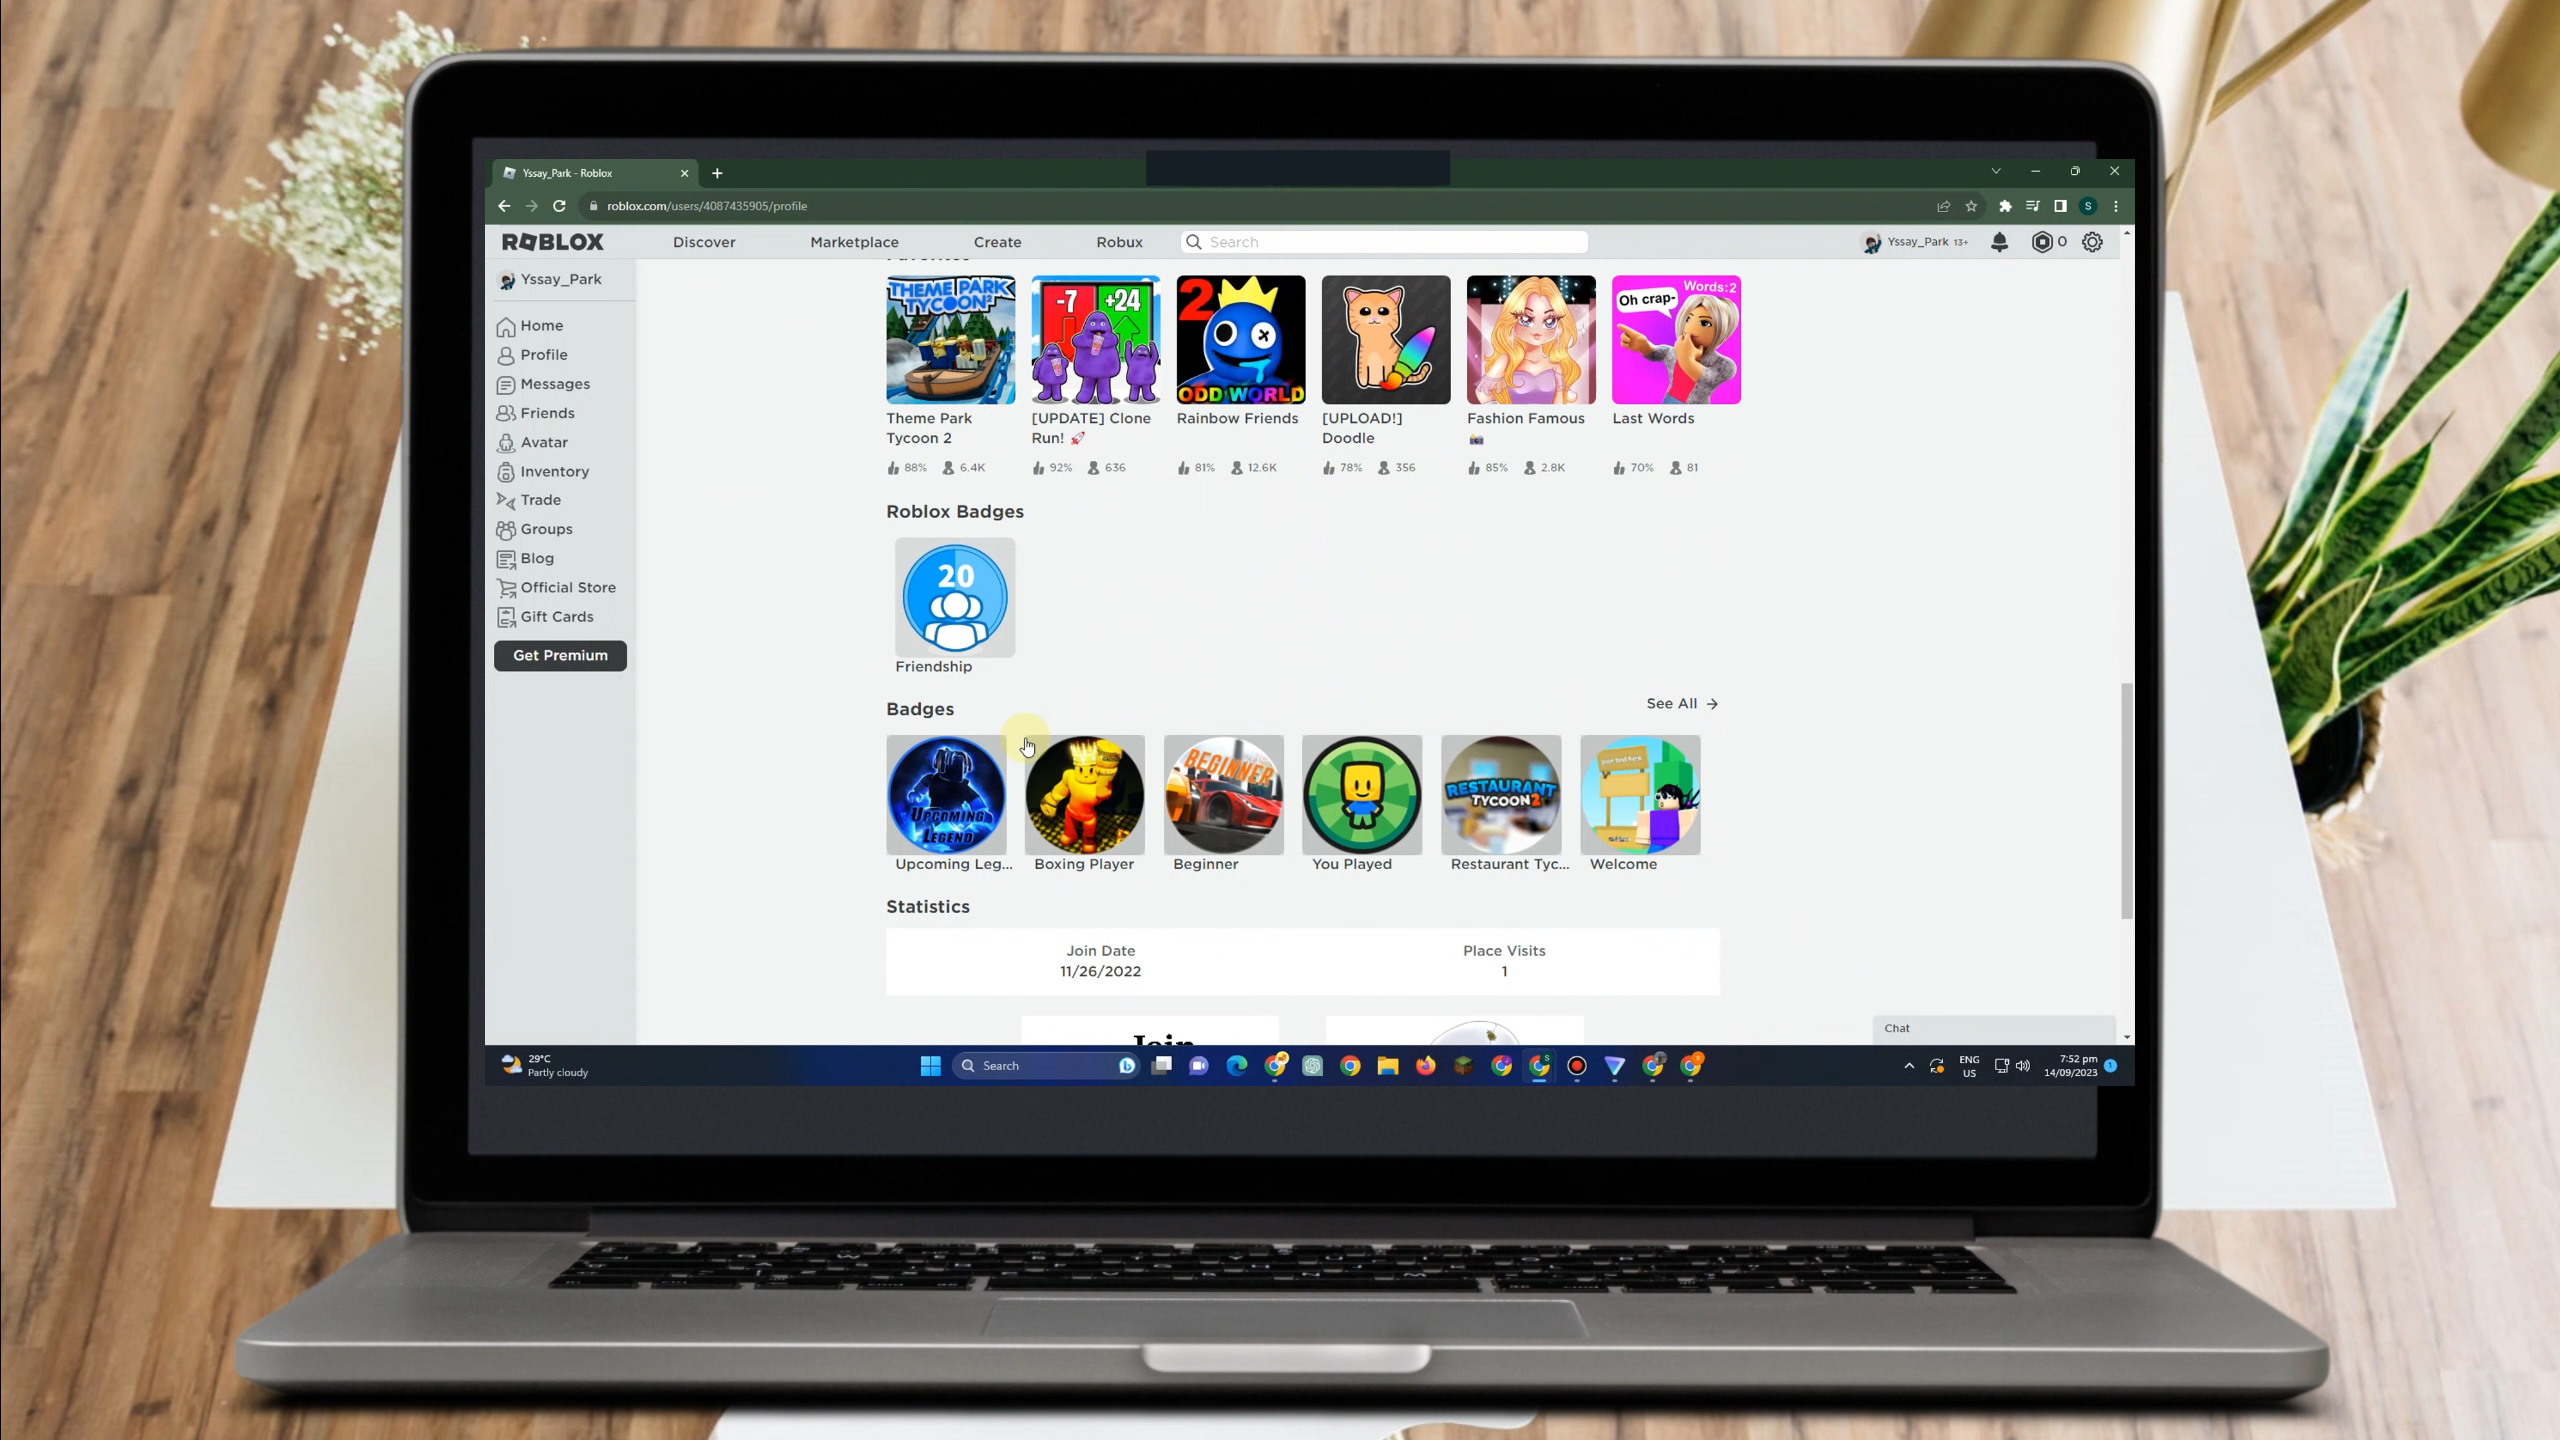 Yssay_Park - Roblox
roblox.com/users/4087435905/profile
S
ROBLOX
Discover
Marketplace
Create
Robux
Search
Yssay_Park 13+
0
Yssay_Park
Home
Profile
Messages
Friends
Avatar
Inventory
Trade
Groups
Blog
Official Store
Gift Cards
Get Premium
THEME PARK
TYCOON 2
-7 +24
2
ODD WORLD
Words:2
Oh crap-
Theme Park
Tycoon 2
[UPDATE] Clone
Run!
Rainbow Friends
[UPLOAD!]
Doodle
Fashion Famous
Last Words
88% 6.4K
92% 636
81% 12.6K
78% 356
85% 2.8K
70% 81
Roblox Badges
20
Friendship
Badges
See All
UPCOMING
LEGEND
BEGINNER
RESTAURANT
TYCOON 2
your text here
Upcoming Leg...
Boxing Player
Beginner
You Played
Restaurant Tyc...
Welcome
Statistics
Join Date
11/26/2022
Place Visits
1
Join
Chat
29°C
Partly cloudy
Search
ENG
US
7:52 pm
14/09/2023
1